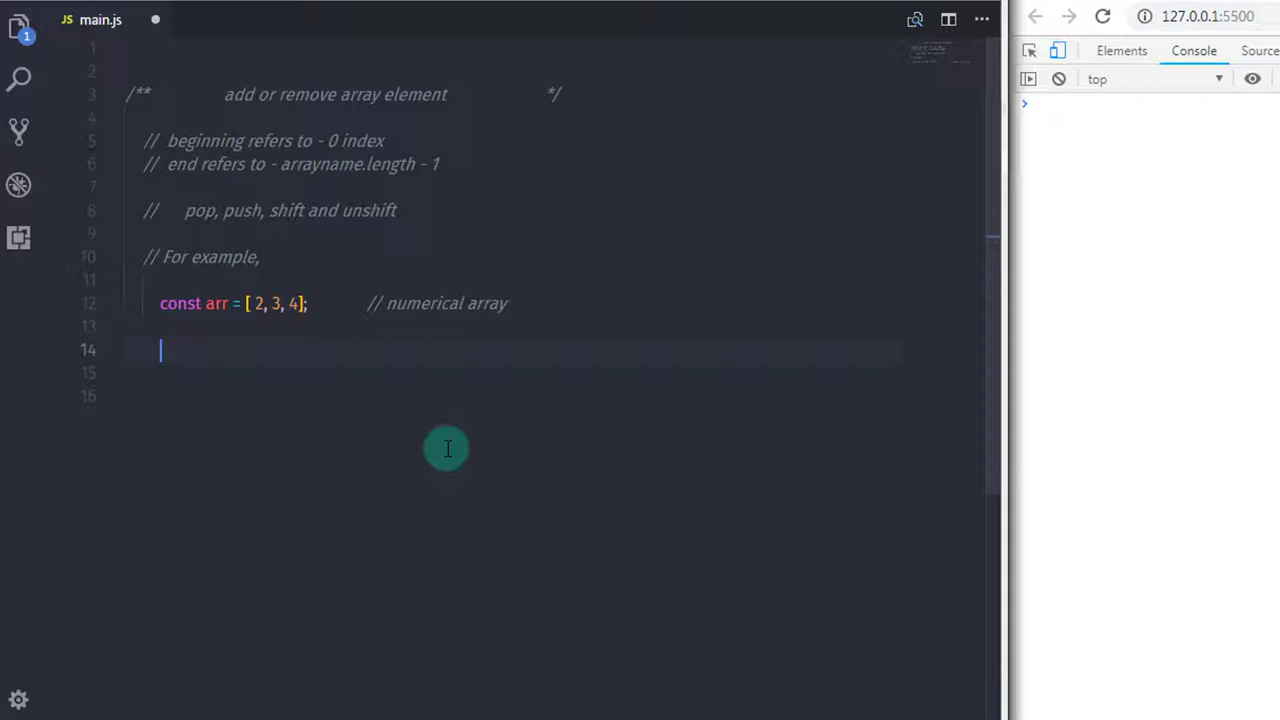 JS main.js
127.0.0.1:5500
Elements Console Source
top
1
1
2
3 /** add or remove array element */
4
5 // beginning refers to - 0 index
6 // end refers to - arrayname.length - 1
7
8 // pop, push, shift and unshift
9
10 // For example,
11
12 const arr = [ 2, 3, 4]; // numerical array
13
14
15
16